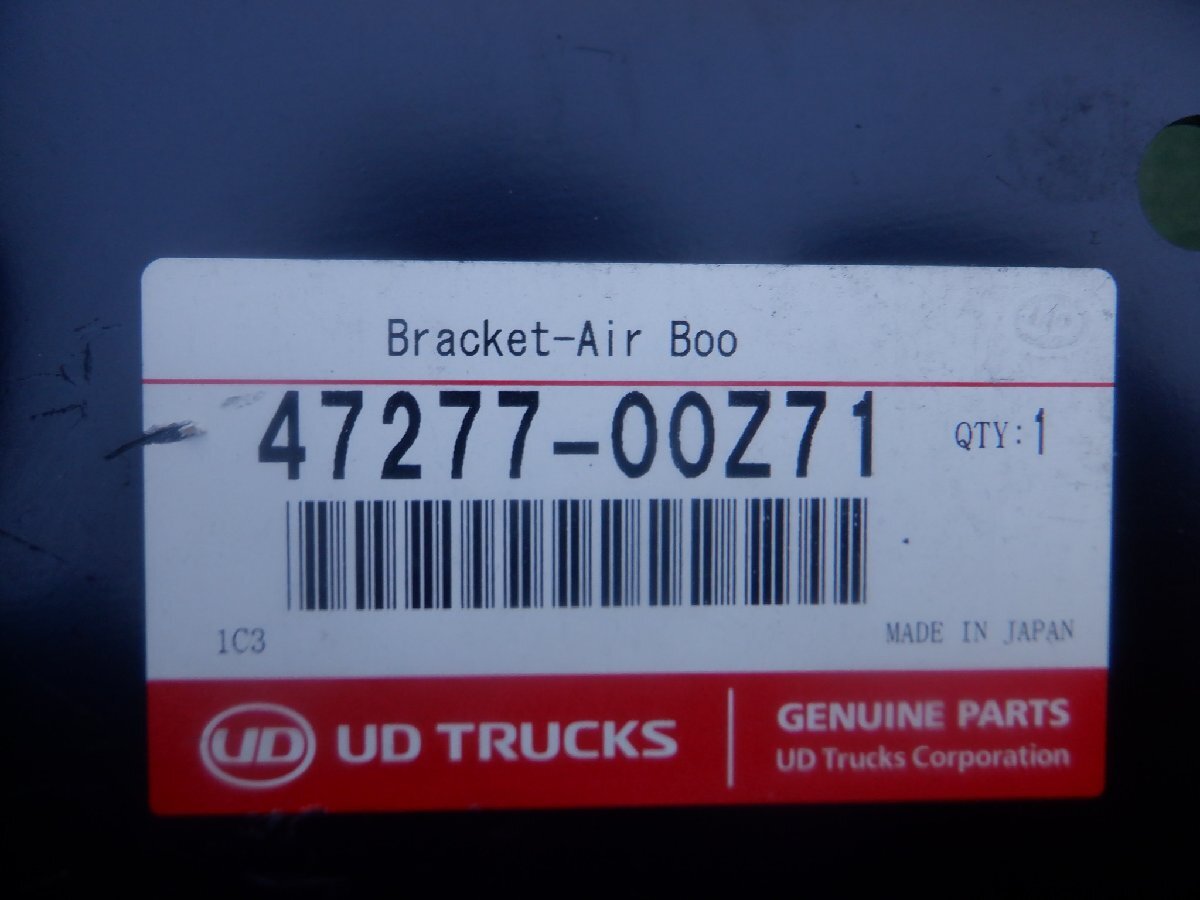 Bracket-Air Boo
47277-00Z71
QTY:1
1C3
MADE IN JAPAN
UD UD TRUCKS
GENUINE PARTS
UD Trucks Corporation